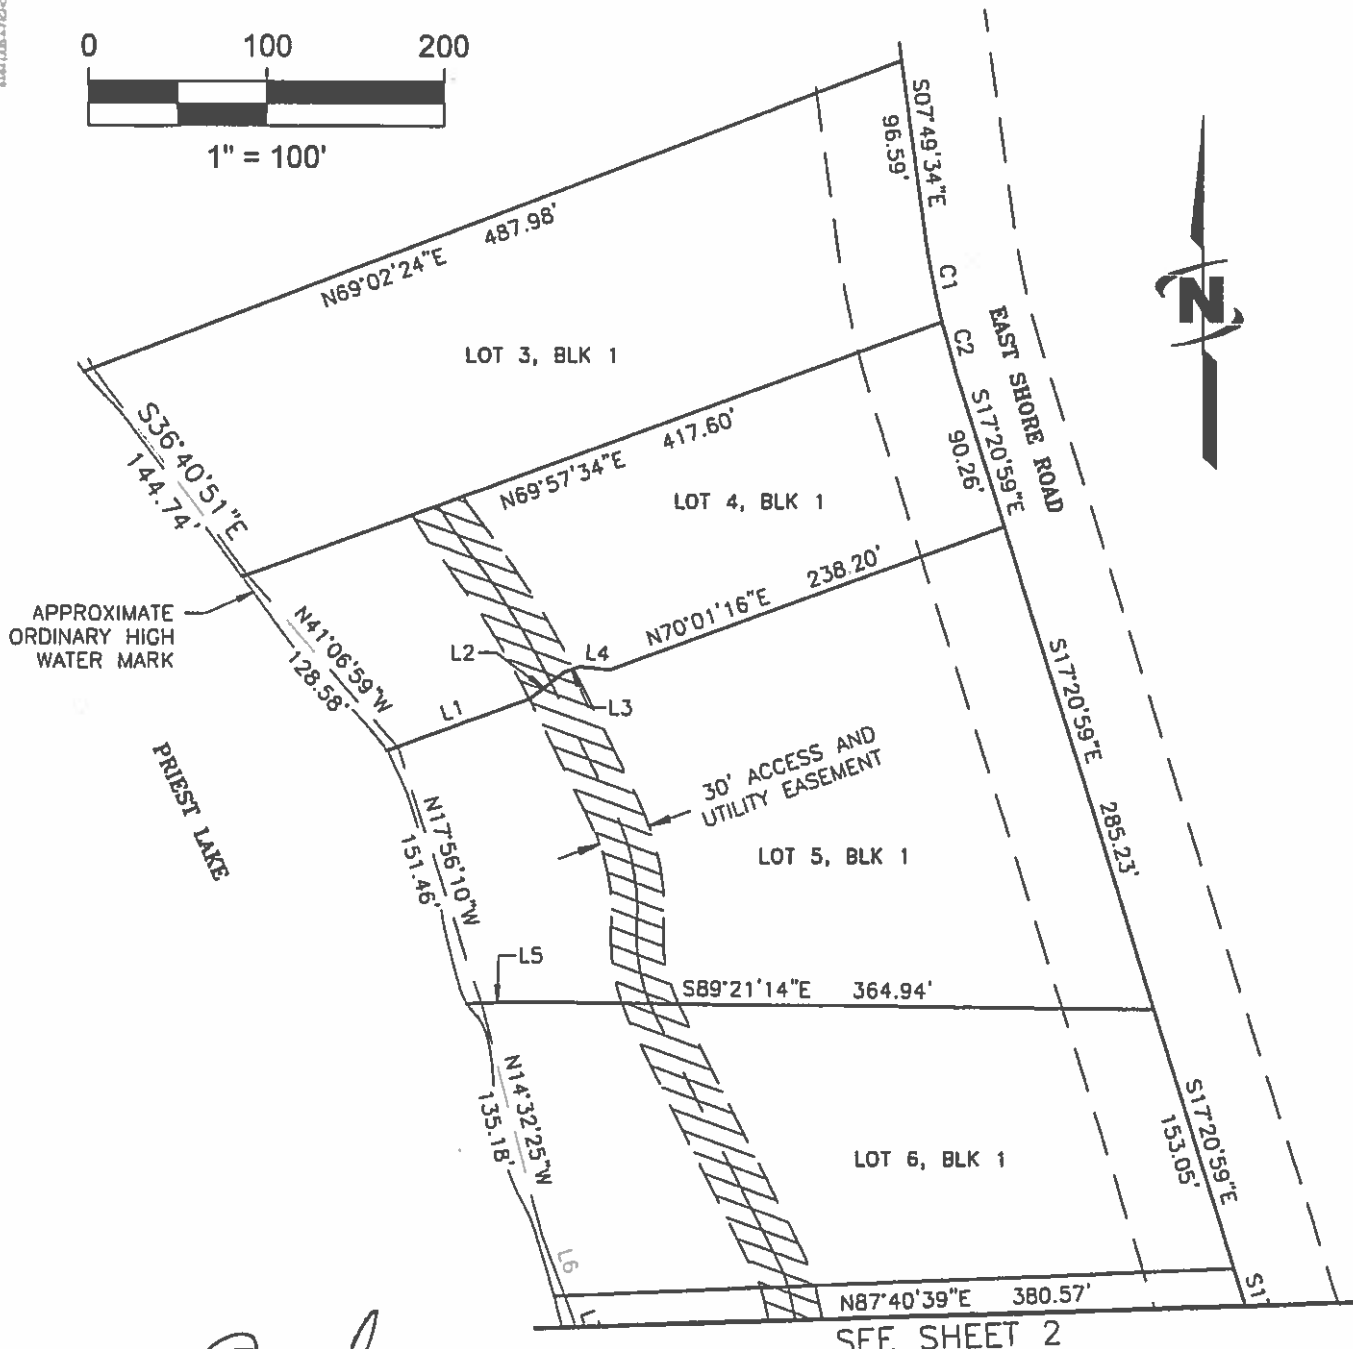 0 100 200
1" = 100'
S07°49'34"E
96.59'
C1
N69°02'24"E 487.98'
LOT 3, BLK 1
C2
EAST SHORE ROAD
S17°20'59"E
90.26'
N
S36°40'51"E
144.74'
N69°57'34"E 417.60'
LOT 4, BLK 1
APPROXIMATE
ORDINARY HIGH
WATER MARK
N41°06'59"W
128.58'
N70°01'16"E 238.20'
L2
L4
L1
L3
S17°20'59"E 285.23'
PRIEST LAKE
30' ACCESS AND
UTILITY EASEMENT
N17°56'10"W
151.46'
LOT 5, BLK 1
L5
S89°21'14"E 364.94'
N14°32'25"W
135.18'
LOT 6, BLK 1
S17°20'59"E
153.05'
L6
N87°40'39"E 380.57'
SEE SHEET 2